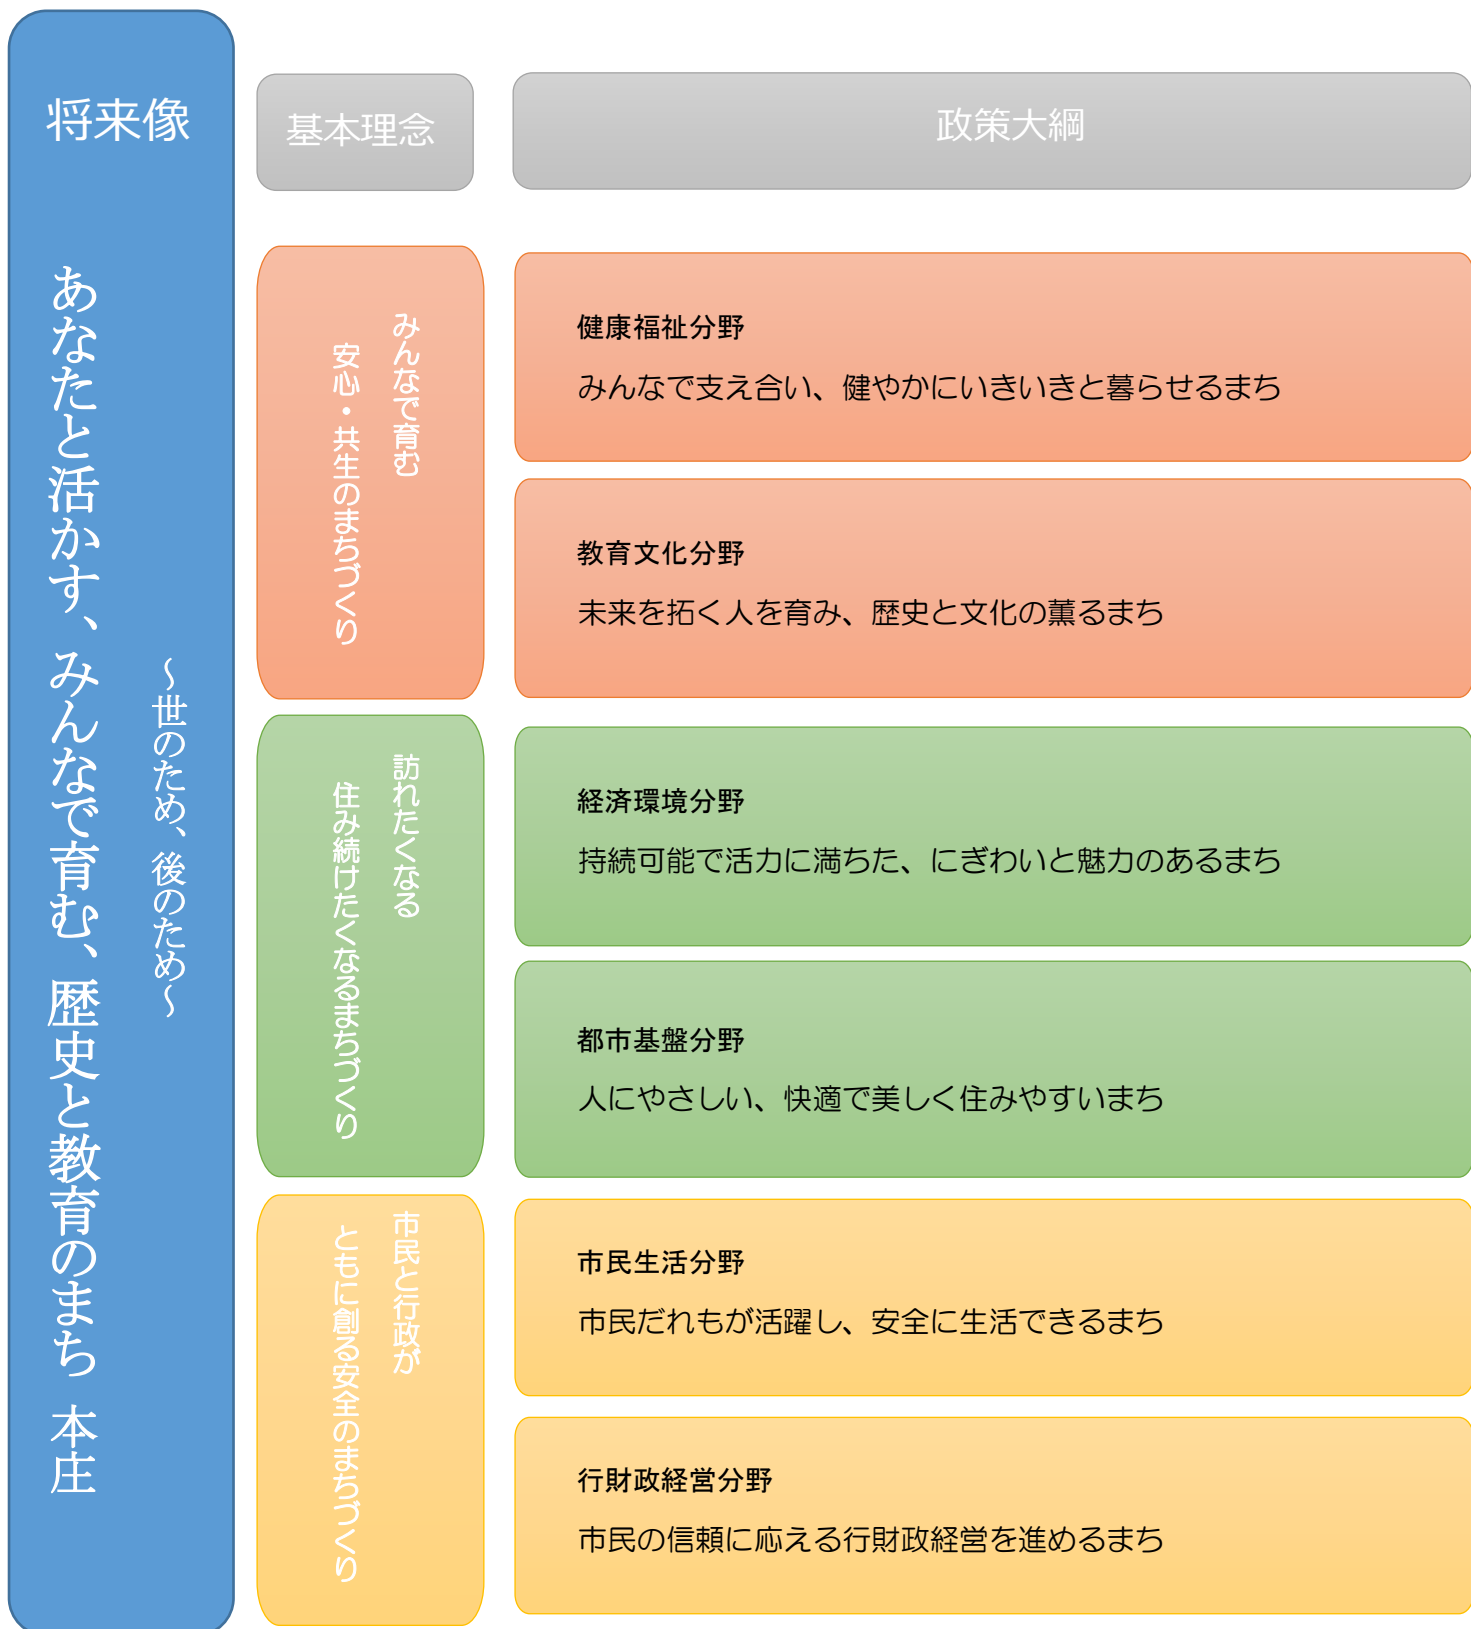 将来像
あなたと活かす、みんなで育む、歴史と教育のまち 本庄
～世のため、後のため～
基本理念
政策大綱
みんなで育む
安心・共生のまちづくり
健康福祉分野
みんなで支え合い、健やかにいきいきと暮らせるまち
教育文化分野
未来を拓く人を育み、歴史と文化の薫るまち
訪れたくなる
住み続けたくなるまちづくり
経済環境分野
持続可能で活力に満ちた、にぎわいと魅力のあるまち
都市基盤分野
人にやさしい、快適で美しく住みやすいまち
市民と行政が
ともに創る安全のまちづくり
市民生活分野
市民だれもが活躍し、安全に生活できるまち
行財政経営分野
市民の信頼に応える行財政経営を進めるまち